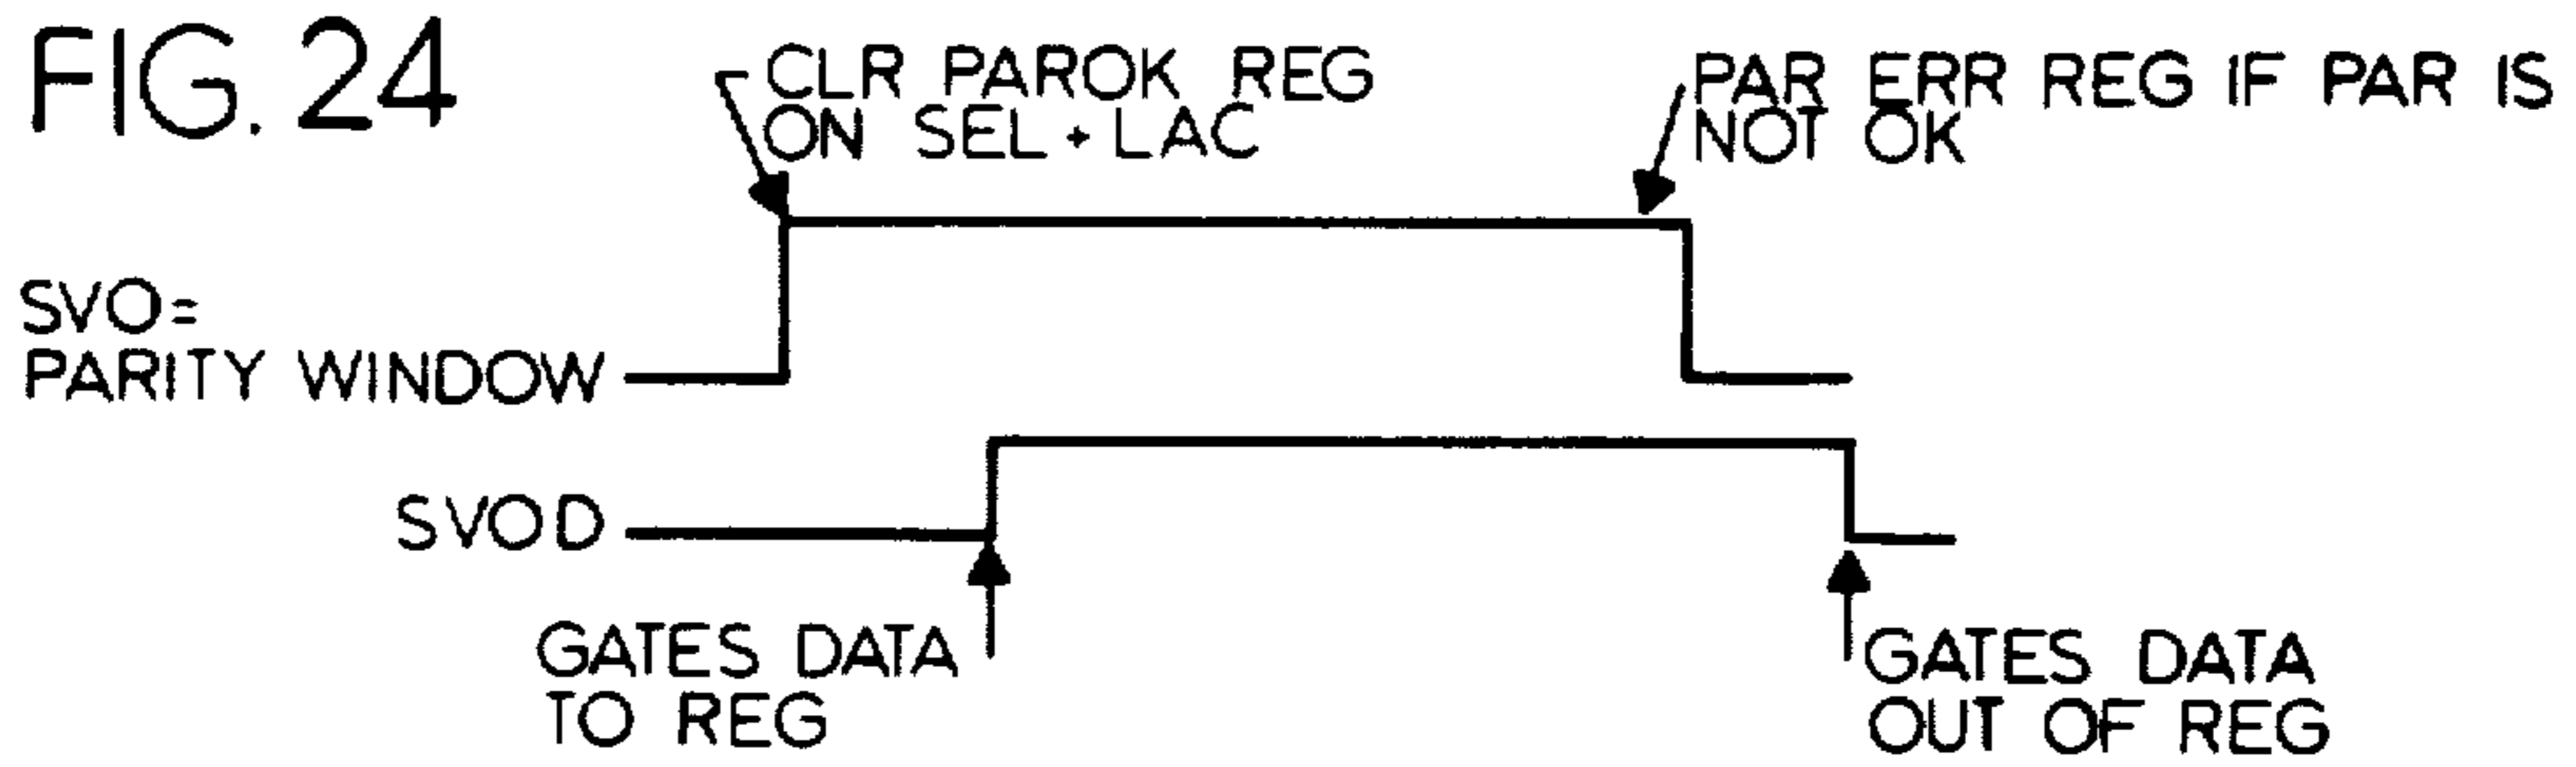 FIG. 24
CLR PAROK REG
ON SEL + LAC
PAR ERR REG IF PAR IS
NOT OK
SVO=
PARITY WINDOW
SVOD
GATES DATA
TO REG
GATES DATA
OUT OF REG